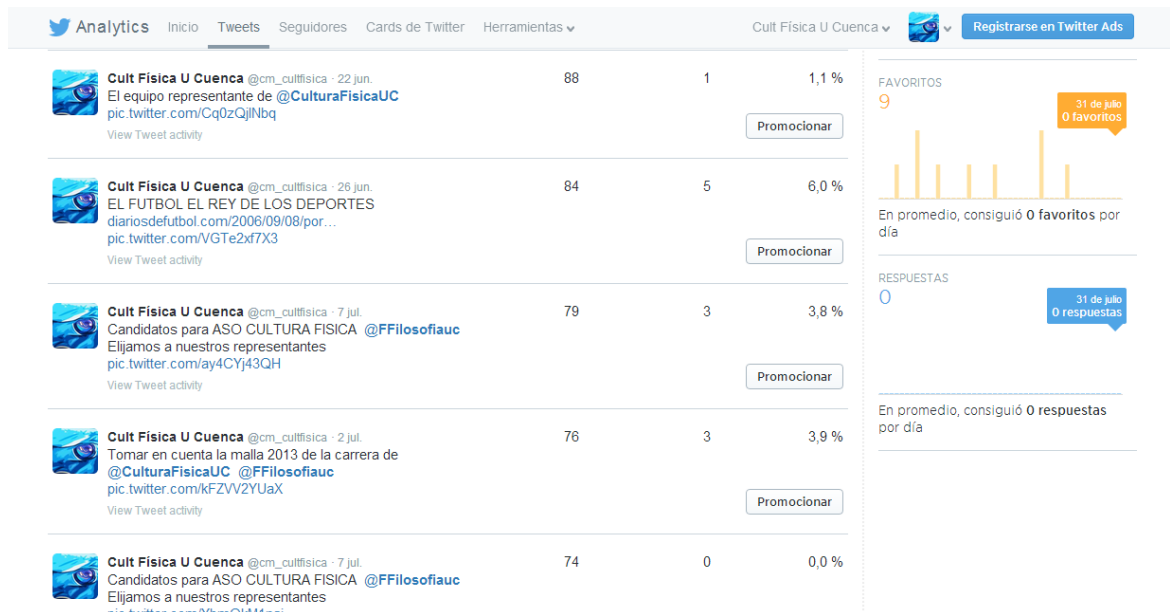 Analytics Inicio Tweets Seguidores Cards de Twitter Herramientas Cult Física U Cuenca Registrarse en Twitter Ads
Cult Física U Cuenca @cm_cultfisica · 22 jun. 88 1 1,1 %
El equipo representante de @CulturaFisicaUC
pic.twitter.com/Cq0zQjlNbq
Promocionar
View Tweet activity
Cult Física U Cuenca @cm_cultfisica · 26 jun. 84 5 6,0 %
EL FUTBOL EL REY DE LOS DEPORTES
diariosdefutbol.com/2006/09/08/por…
pic.twitter.com/VGTe2xf7X3
Promocionar
View Tweet activity
Cult Física U Cuenca @cm_cultfisica · 7 jul. 79 3 3,8 %
Candidatos para ASO CULTURA FISICA @FFilosofiauc
Elijamos a nuestros representantes
pic.twitter.com/ay4CYj43QH
Promocionar
View Tweet activity
Cult Física U Cuenca @cm_cultfisica · 2 jul. 76 3 3,9 %
Tomar en cuenta la malla 2013 de la carrera de
@CulturaFisicaUC @FFilosofiauc
pic.twitter.com/kFZVV2YUaX
Promocionar
View Tweet activity
Cult Física U Cuenca @cm_cultfisica · 7 jul. 74 0 0,0 %
Candidatos para ASO CULTURA FISICA @FFilosofiauc
Elijamos a nuestros representantes
FAVORITOS
9
31 de julio
0 favoritos
En promedio, consiguió 0 favoritos por
día
RESPUESTAS
0
31 de julio
0 respuestas
En promedio, consiguió 0 respuestas
por día